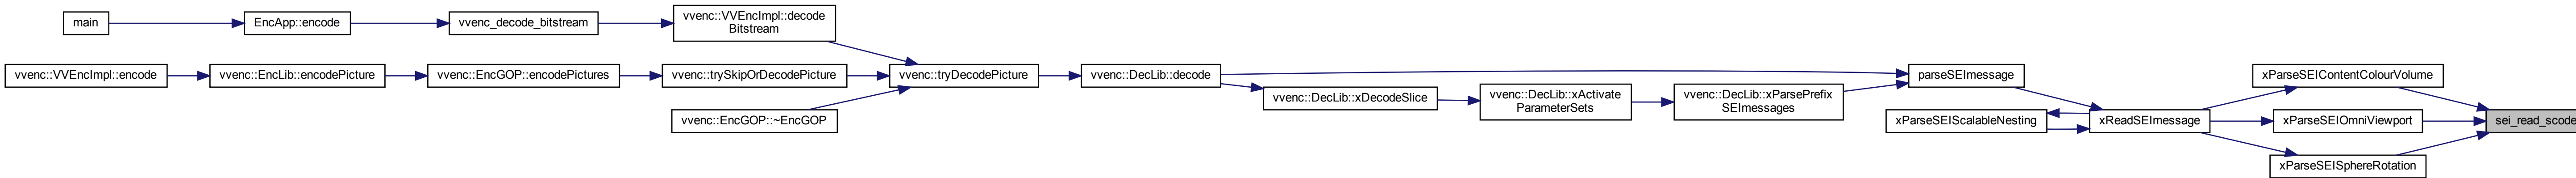 main
EncApp::encode
vvenc_decode_bitstream
vvenc::VVEncImpl::decode
Bitstream
vvenc::VVEncImpl::encode
vvenc::EncLib::encodePicture
vvenc::EncGOP::encodePictures
vvenc::trySkipOrDecodePicture
vvenc::EncGOP::~EncGOP
vvenc::tryDecodePicture
vvenc::DecLib::decode
vvenc::DecLib::xDecodeSlice
vvenc::DecLib::xActivate
ParameterSets
vvenc::DecLib::xParsePrefix
SEImessages
parseSEImessage
xParseSEIScalableNesting
xReadSEImessage
xParseSEIContentColourVolume
xParseSEIOmniViewport
xParseSEISphereRotation
sei_read_scode